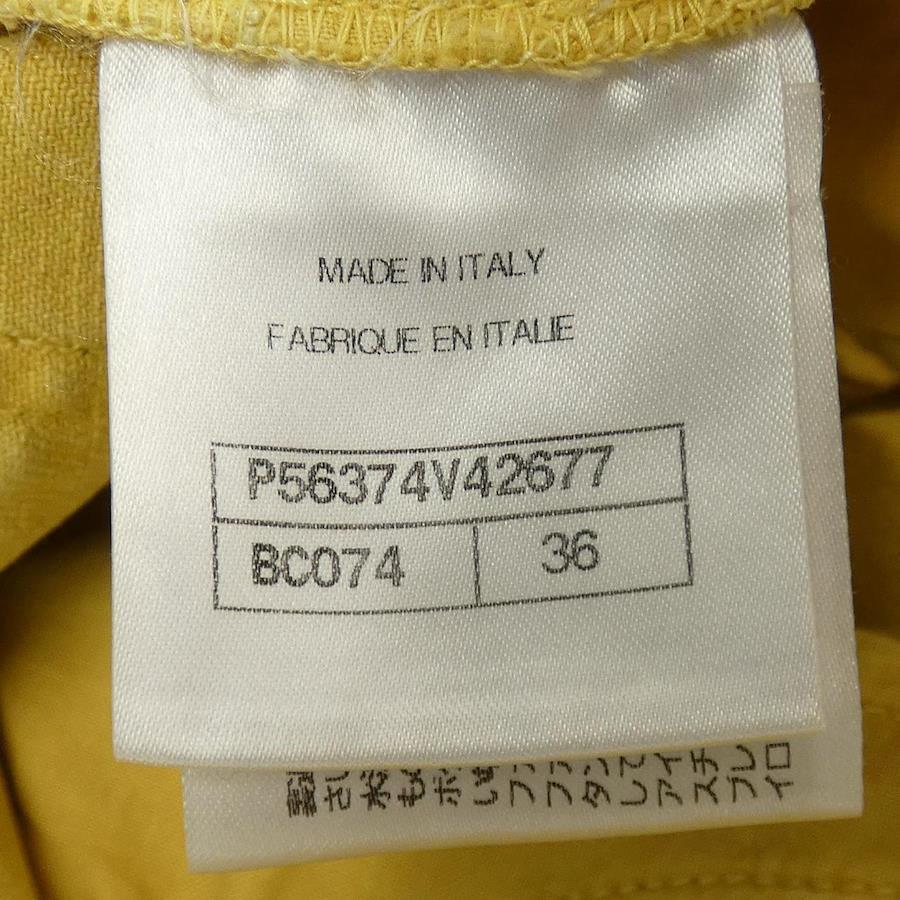 MADE IN ITALY
FABRIQUE EN ITALIE
P56374V42677
BC074 36